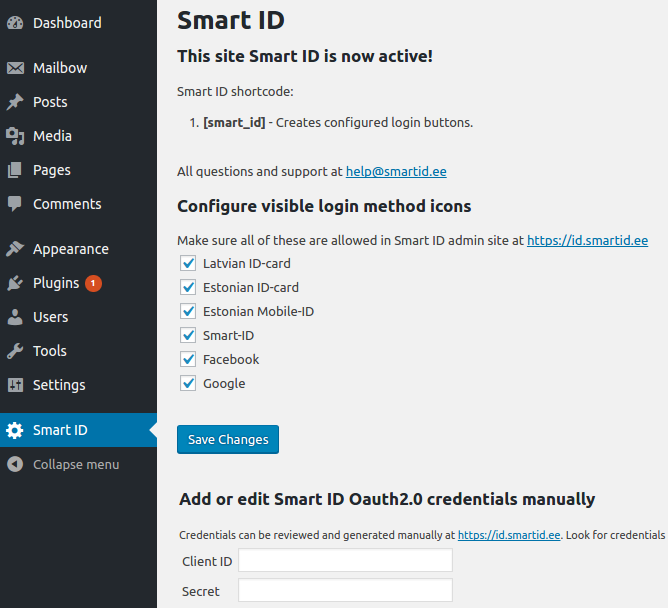 Dashboard
Mailbow
Posts
Media
Pages
Comments
Appearance
Plugins 1
Users
Tools
Settings
Smart ID
Collapse menu
Smart ID
This site Smart ID is now active!
Smart ID shortcode:
1. [smart_id] - Creates configured login buttons.
All questions and support at help@smartid.ee
Configure visible login method icons
Make sure all of these are allowed in Smart ID admin site at https://id.smartid.ee
Latvian ID-card
Estonian ID-card
Estonian Mobile-ID
Smart-ID
Facebook
Google
Save Changes
Add or edit Smart ID Oauth2.0 credentials manually
Credentials can be reviewed and generated manually at https://id.smartid.ee. Look for credentials
Client ID
Secret